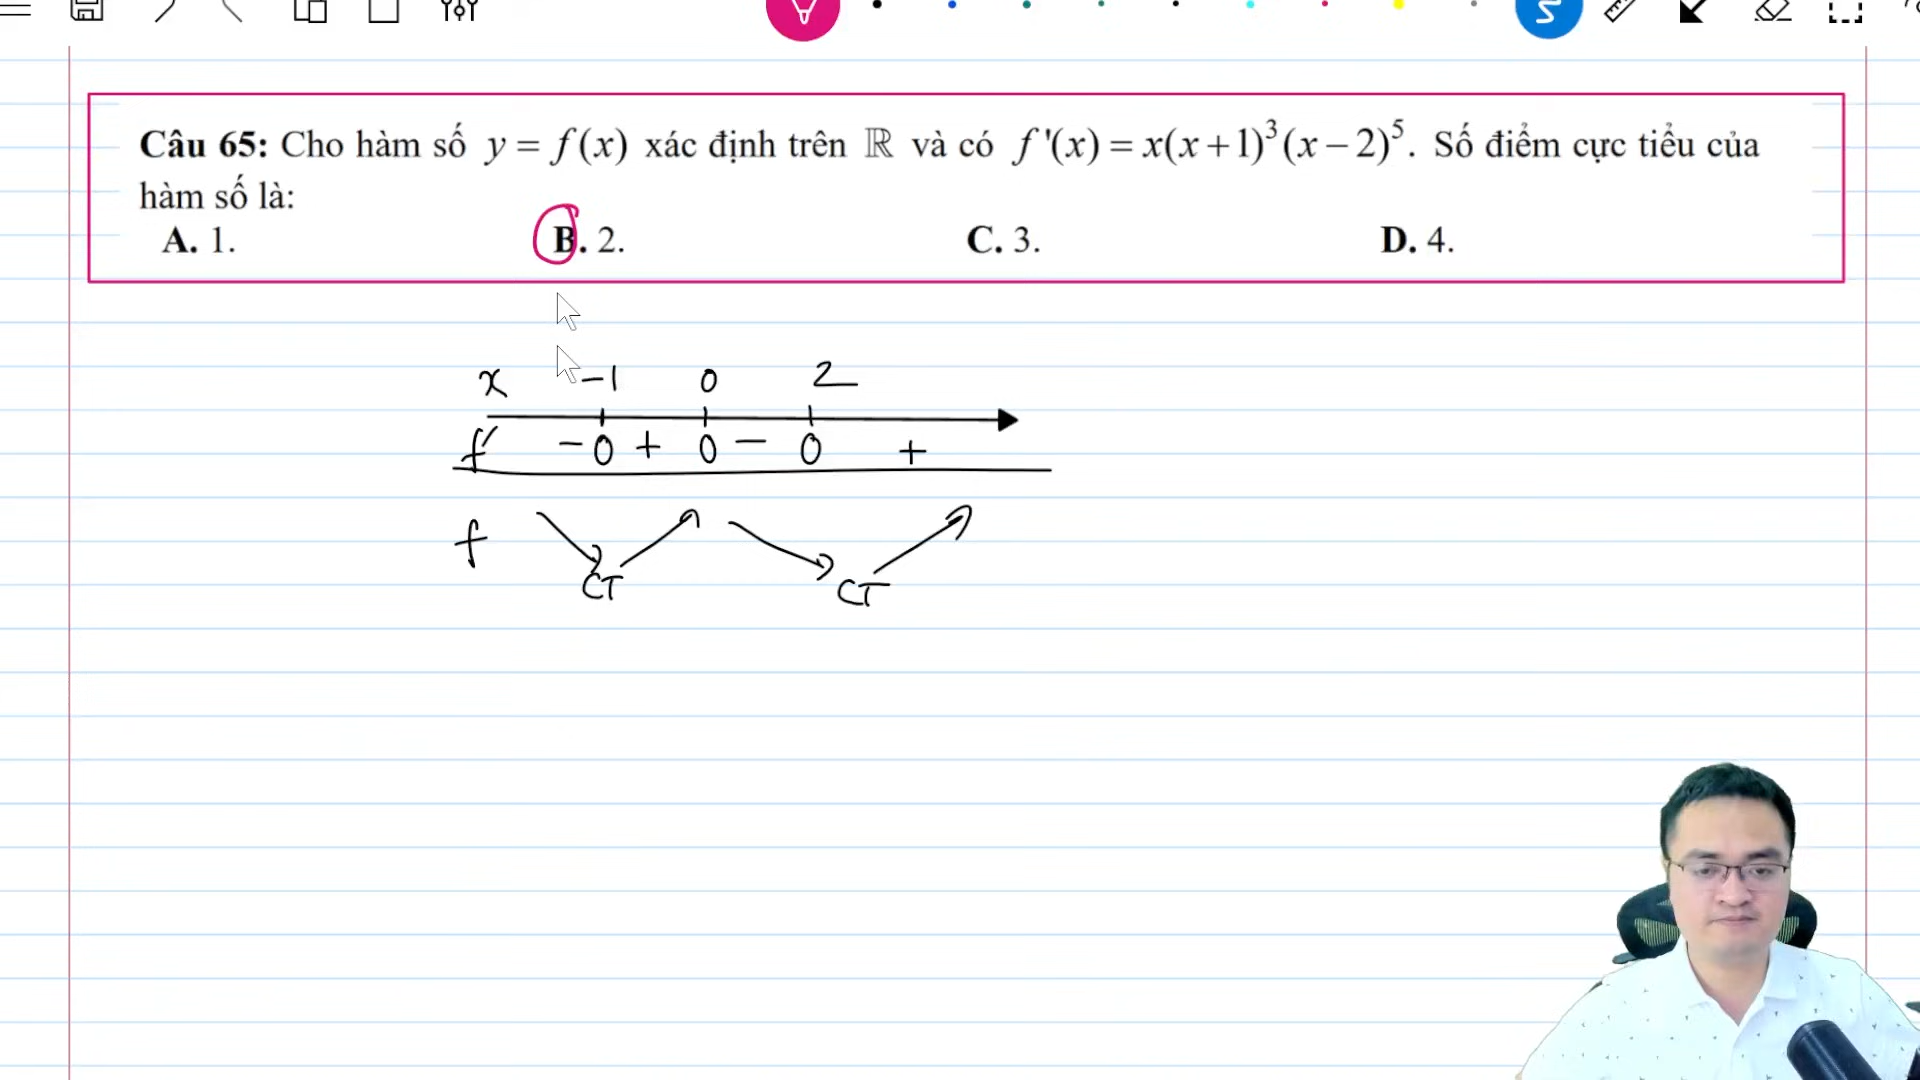 Câu 65: Cho hàm số y = f(x) xác định trên ℝ và có f'(x) = x(x+1)³(x−2)⁵. Số điểm cực tiểu của
hàm số là:
A. 1. B. 2. C. 3. D. 4.
x −1 0 2
f' − 0 + 0 − 0 +
f
CT CT